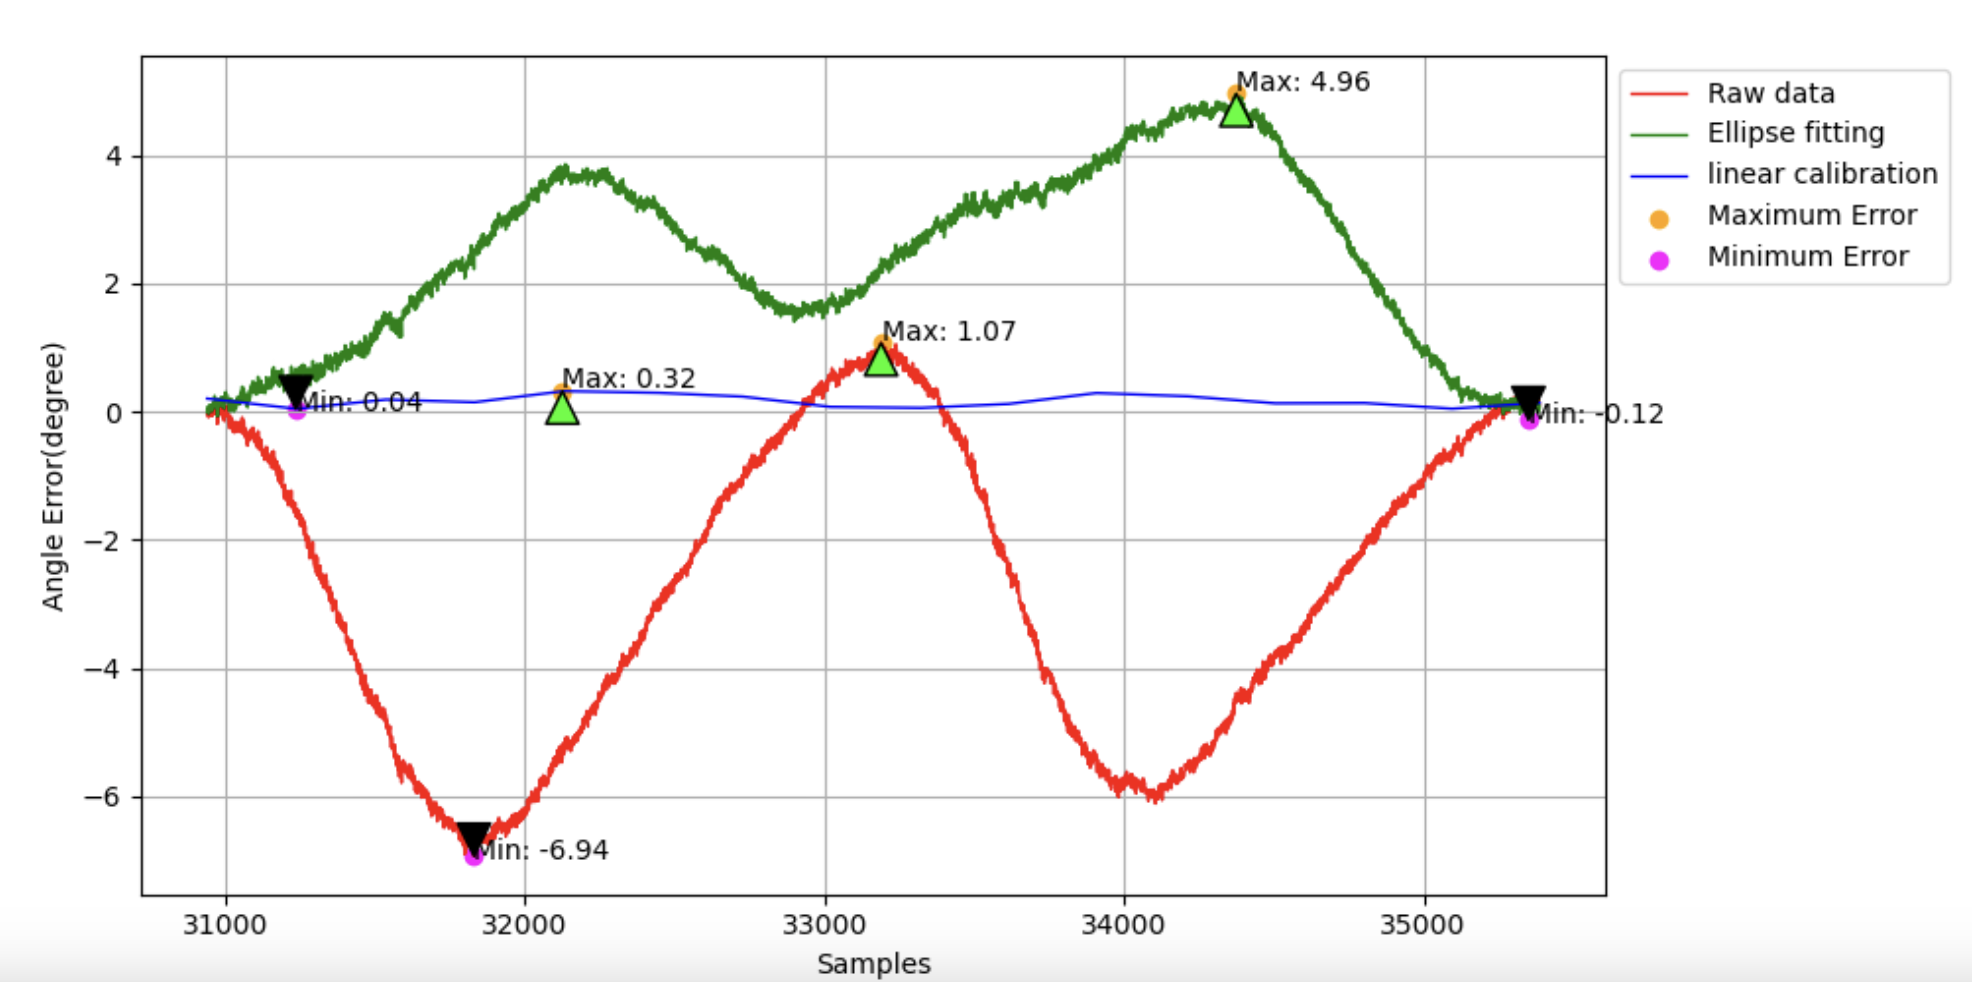 Max: 4.96
Max: 1.07
Max: 0.32
Min: 0.04
Min: -0.12
Min: -6.94
4
2
0
−2
−4
−6
Angle Error(degree)
31000
32000
33000
34000
35000
Samples
Raw data
Ellipse fitting
linear calibration
Maximum Error
Minimum Error